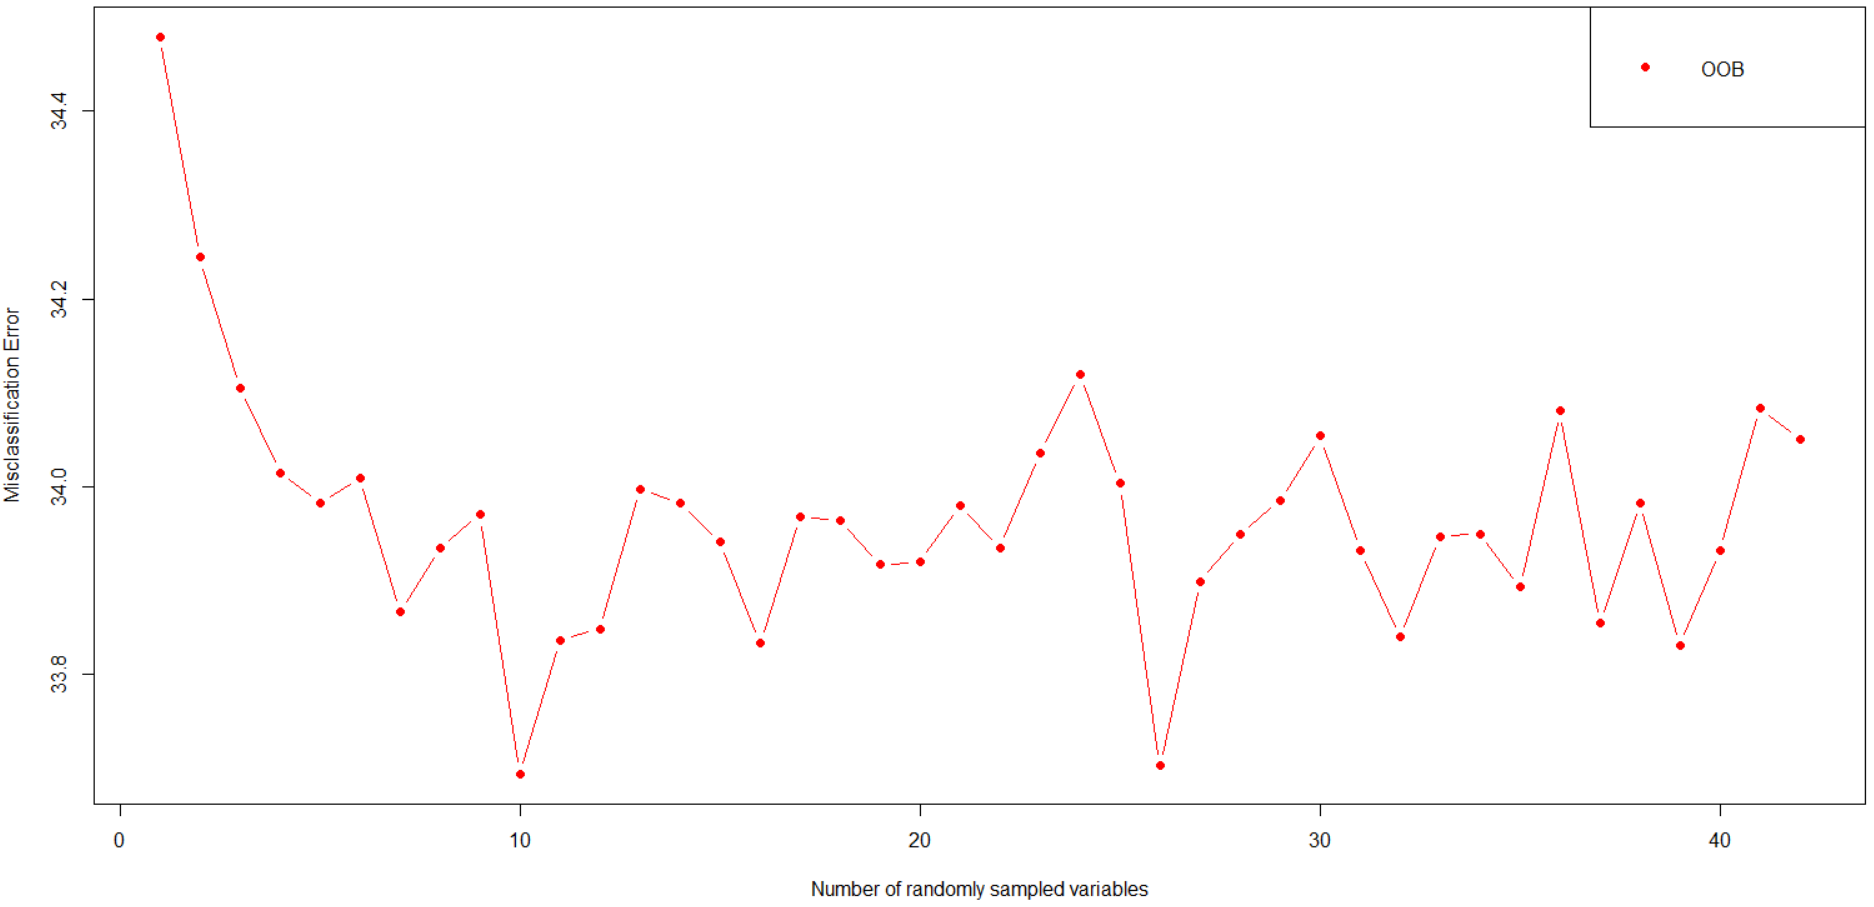 OOB
34.4
34.2
34.0
33.8
Misclassification Error
0 10 20 30 40
Number of randomly sampled variables